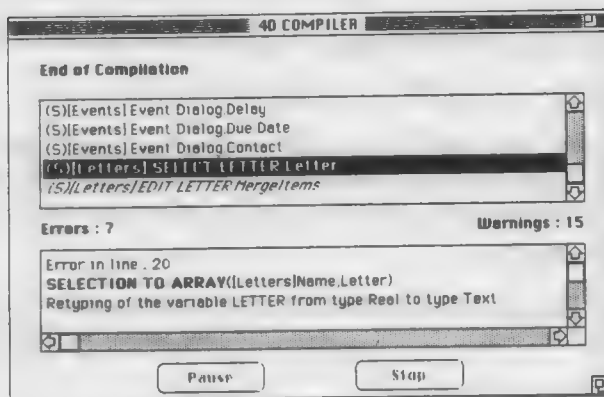 4D COMPILER
End of Compilation
(S)[Events] Event Dialog.Delay
(S)[Events] Event Dialog.Due Date
(S)[Events] Event Dialog.Contact
(S)[Letters] SELECT LETTER Letter
(S)[Letters] EDIT LETTER MergeItems
Errors : 7
Warnings : 15
Error in line . 20
SELECTION TO ARRAY([Letters]Name,Letter)
Retyping of the variable LETTER from type Real to type Text
Pause
Stop